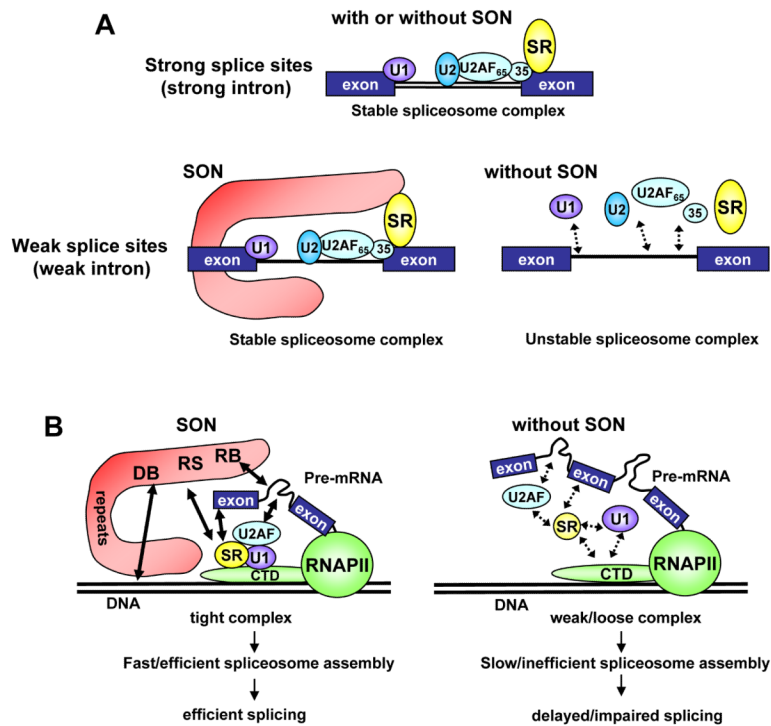 A
with or without SON
Strong splice sites
(strong intron)
exon
U1
U2
U2AF65
35
SR
exon
Stable spliceosome complex
SON
Weak splice sites
(weak intron)
exon
U1
U2
U2AF65
35
SR
exon
Stable spliceosome complex
without SON
U1
U2
U2AF65
35
SR
exon
exon
Unstable spliceosome complex
B
SON
DB
RS
RB
repeats
Pre-mRNA
exon
exon
U2AF
SR
U1
CTD
RNAPII
DNA
tight complex
Fast/efficient spliceosome assembly
efficient splicing
without SON
exon
exon
exon
Pre-mRNA
U2AF
SR
U1
CTD
RNAPII
DNA
weak/loose complex
Slow/inefficient spliceosome assembly
delayed/impaired splicing